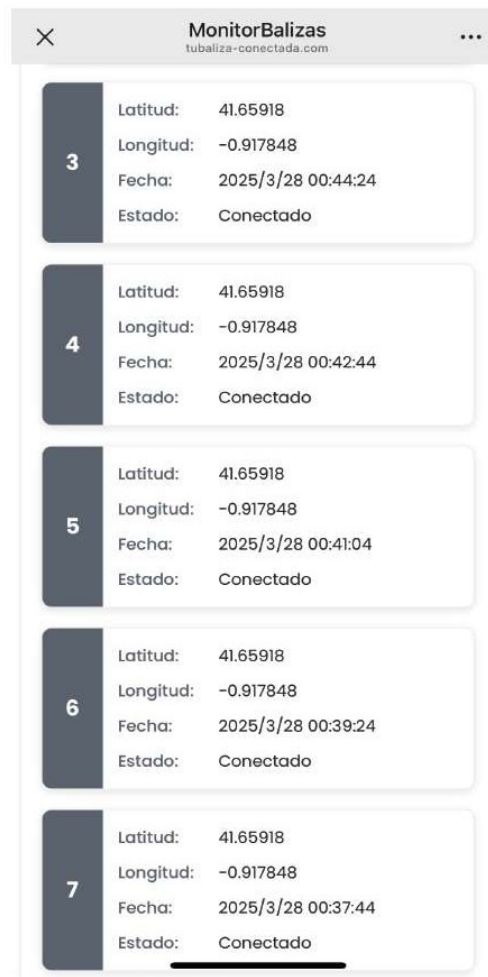 MonitorBalizas
tubaliza-conectada.com
3
Latitud: 41.65918
Longitud: -0.917848
Fecha: 2025/3/28 00:44:24
Estado: Conectado
4
Latitud: 41.65918
Longitud: -0.917848
Fecha: 2025/3/28 00:42:44
Estado: Conectado
5
Latitud: 41.65918
Longitud: -0.917848
Fecha: 2025/3/28 00:41:04
Estado: Conectado
6
Latitud: 41.65918
Longitud: -0.917848
Fecha: 2025/3/28 00:39:24
Estado: Conectado
7
Latitud: 41.65918
Longitud: -0.917848
Fecha: 2025/3/28 00:37:44
Estado: Conectado